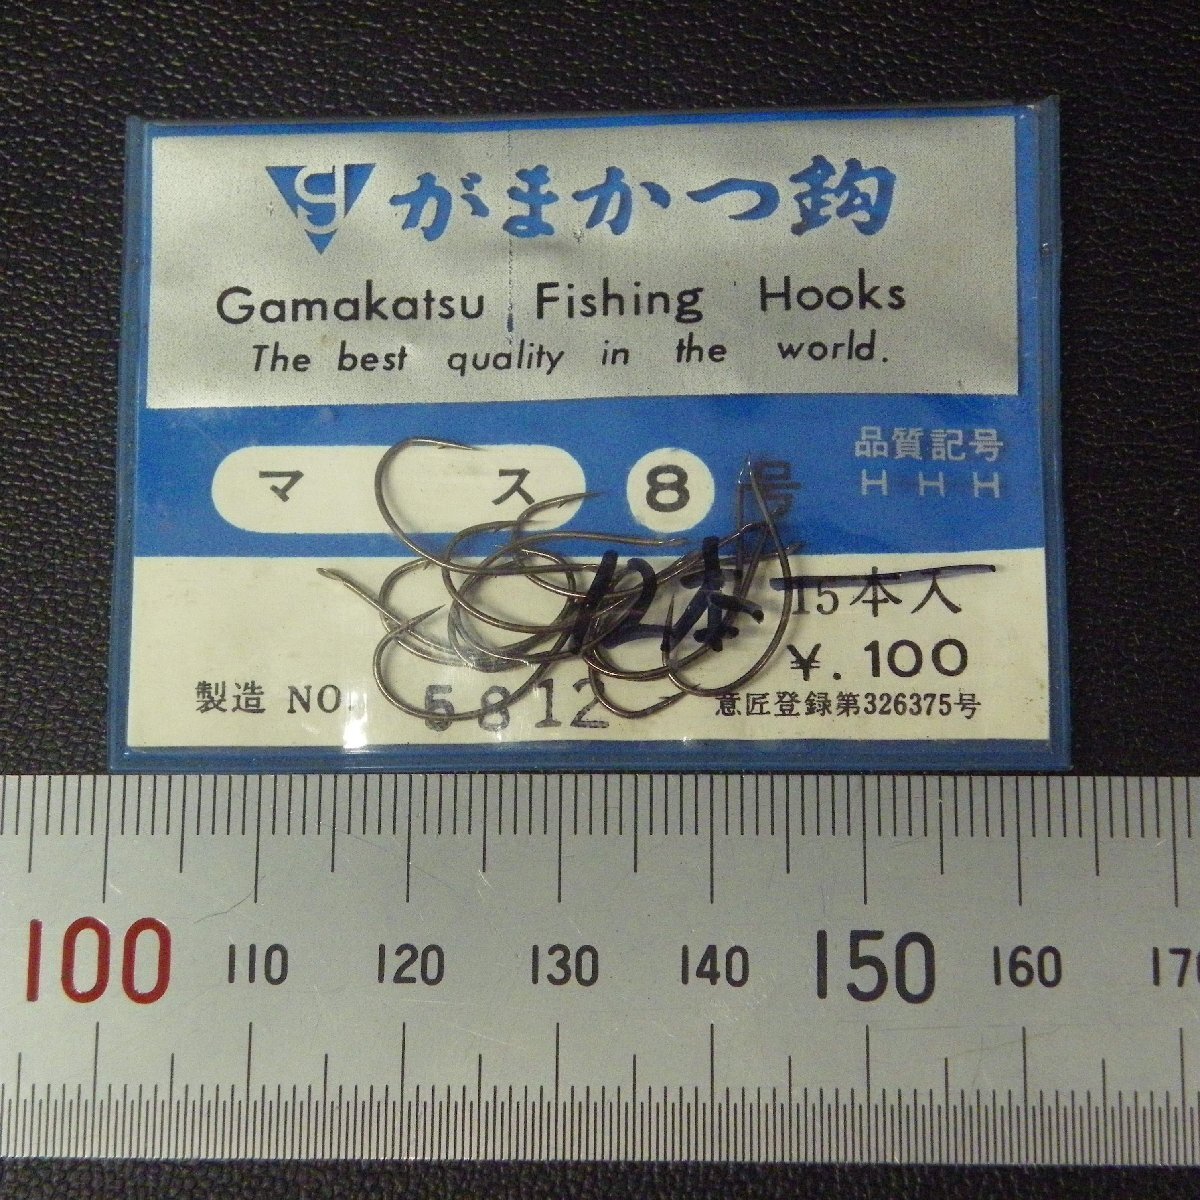 がまかつ鈎
Gamakatsu Fishing Hooks
The best quality in the world.
マス 8号
品質記号
HHH
12本
15本入
¥.100
製造 NO. 5812
意匠登録第326375号
100 110 120 130 140 150 160 170